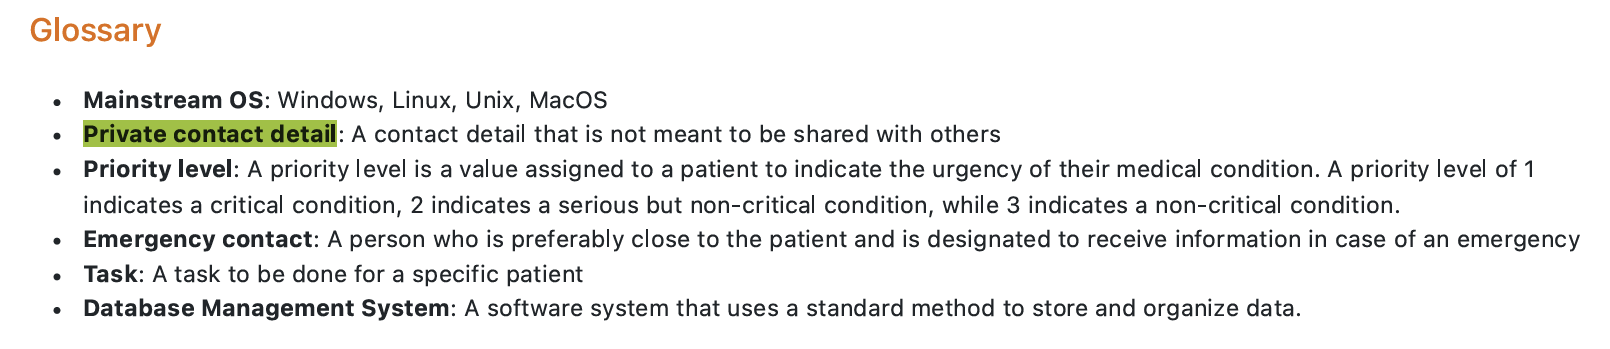 Glossary
• Mainstream OS: Windows, Linux, Unix, MacOS
• Private contact detail: A contact detail that is not meant to be shared with others
• Priority level: A priority level is a value assigned to a patient to indicate the urgency of their medical condition. A priority level of 1
indicates a critical condition, 2 indicates a serious but non-critical condition, while 3 indicates a non-critical condition.
• Emergency contact: A person who is preferably close to the patient and is designated to receive information in case of an emergency
• Task: A task to be done for a specific patient
• Database Management System: A software system that uses a standard method to store and organize data.